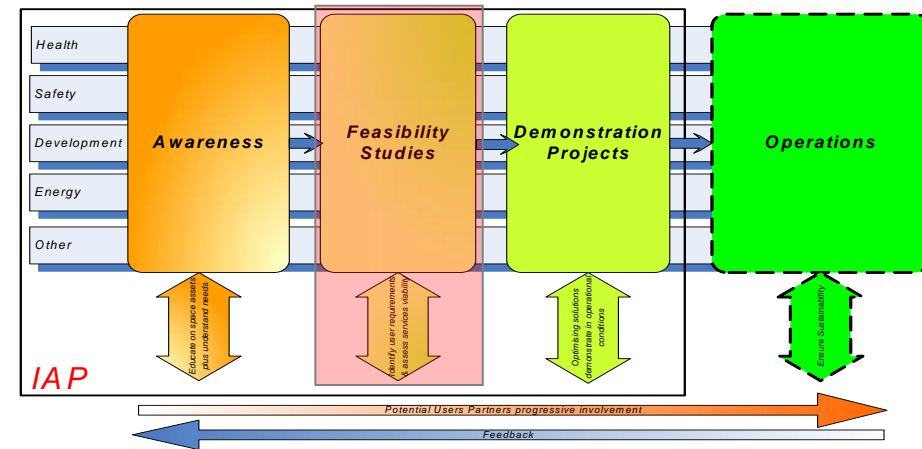 Health
Safety
Development
Energy
Other
Awareness
Feasibility
Studies
Demonstration
Projects
Operations
Educate on space assets
plus understand needs
Identify user requirements
& assess services viability
Optimising solutions
demonstrate in operational
conditions
Ensure Sustainability
IAP
Potential Users Partners progressive involvement
Feedback